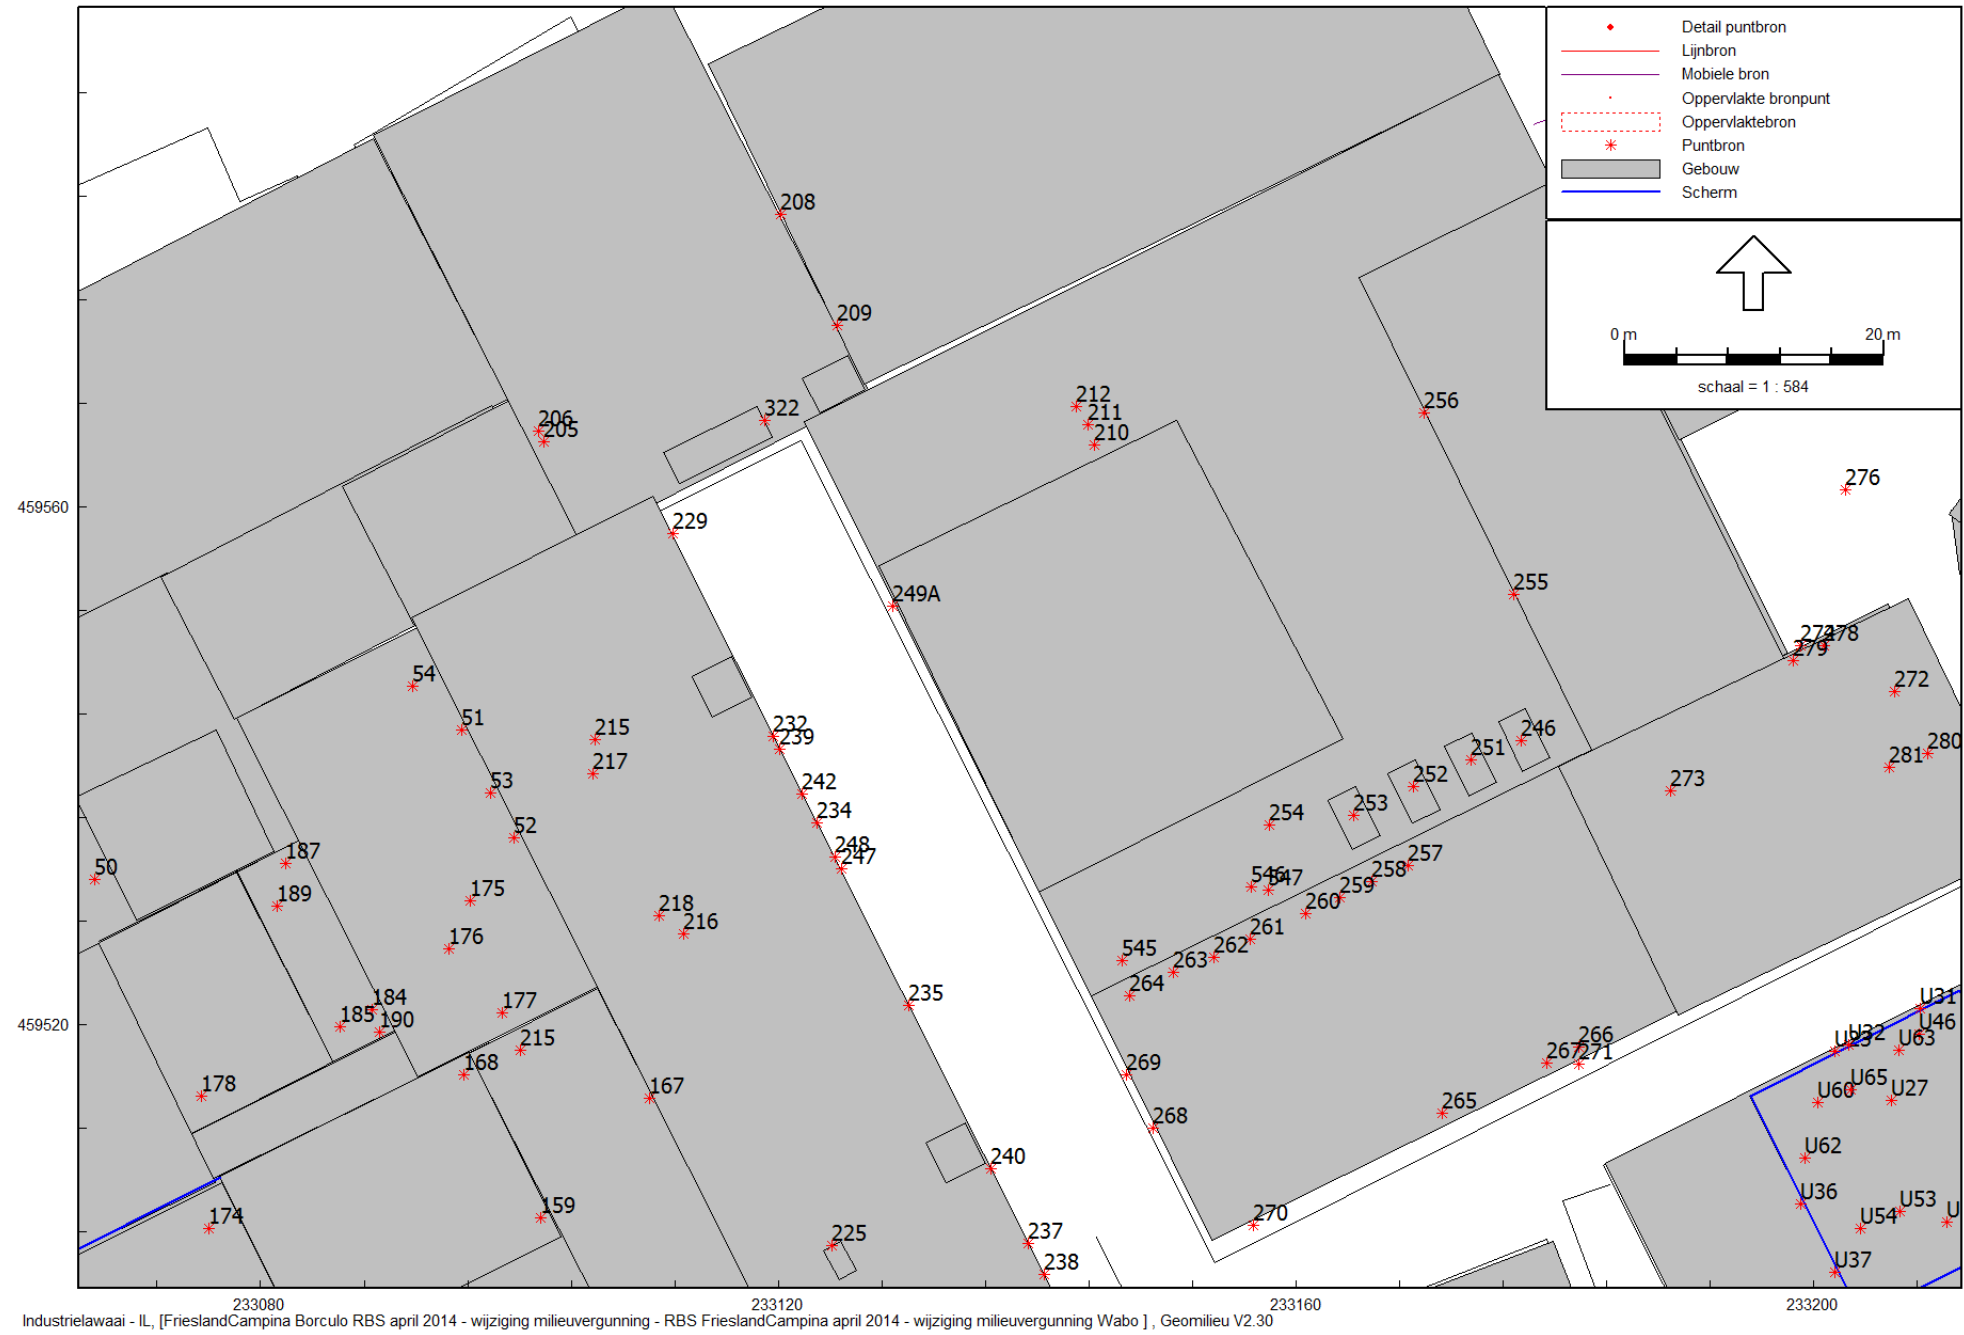 Detail puntbron
Lijnbron
Mobiele bron
Oppervlakte bronpunt
Oppervlaktebron
Puntbron
Gebouw
Scherm
0 m 20 m
schaal = 1 : 584
208
209
212
211
210
256
322
206
205
276
459560
229
255
249A
278
279
54
272
51
215
232
239
246
217
251
280
281
53
252
273
242
253
234
254
52
248
247
187
257
50
258
546
547
259
175
189
260
218
216
261
176
262
545
263
264
235
U31
184
177
185
190
459520
U46
U32
U23
U63
266
267
271
215
269
168
178
167
U65
U60
U27
265
268
U62
240
U36
159
174
270
U53
U54
U
225
237
238
U37
233080 233120 233160 233200
Industrielawaai - IL, [FrieslandCampina Borculo RBS april 2014 - wijziging milieuvergunning - RBS FrieslandCampina april 2014 - wijziging milieuvergunning Wabo ] , Geomilieu V2.30